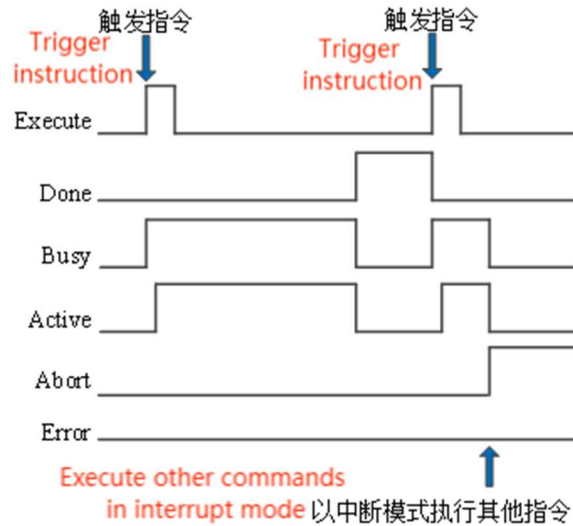 触发指令
触发指令
Trigger
instruction
Trigger
instruction
Execute
Done
Busy
Active
Abort
Error
Execute other commands
in interrupt mode 以中断模式执行其他指令